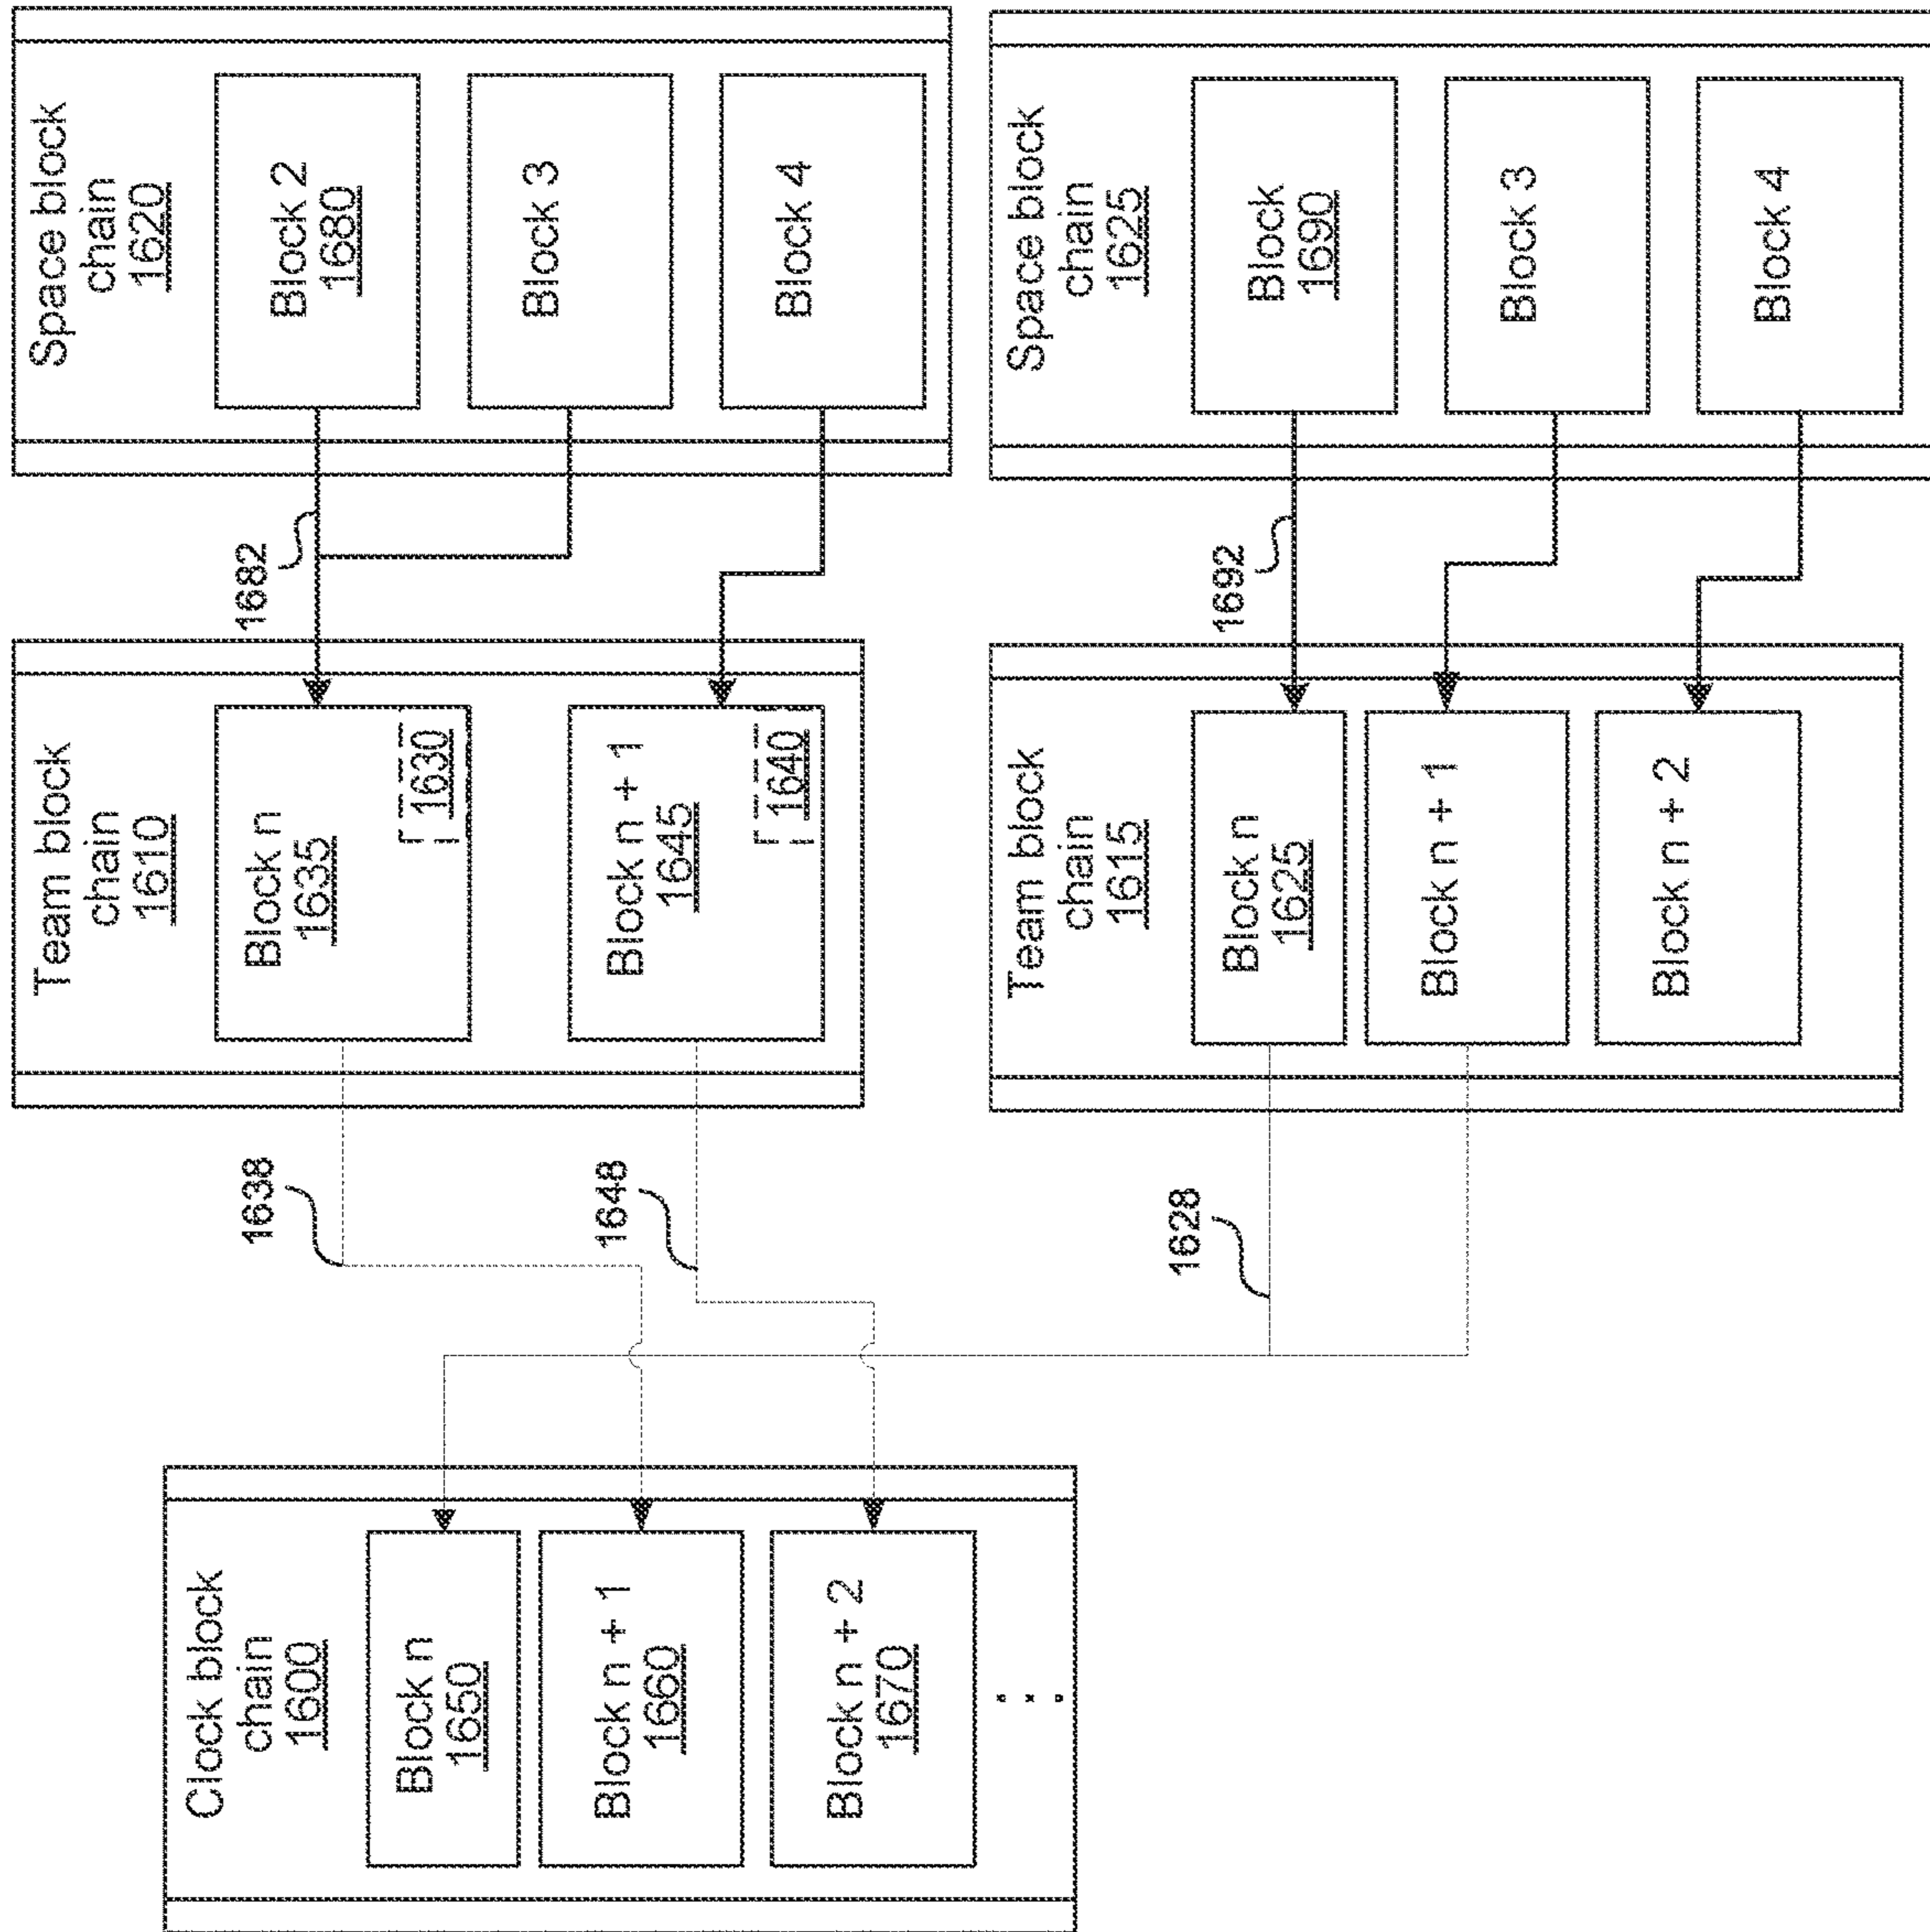 Clock block
chain
1600
Block n
1650
Block n + 1
1660
Block n + 2
1670
1638
1648
1628
Team block
chain
1610
Block n
1635
1630
Block n + 1
1645
1640
1682
Space block
chain
1620
Block 2
1680
Block 3
Block 4
Team block
chain
1615
Block n
1625
Block n + 1
Block n + 2
1692
Space block
chain
1625
Block
1690
Block 3
Block 4